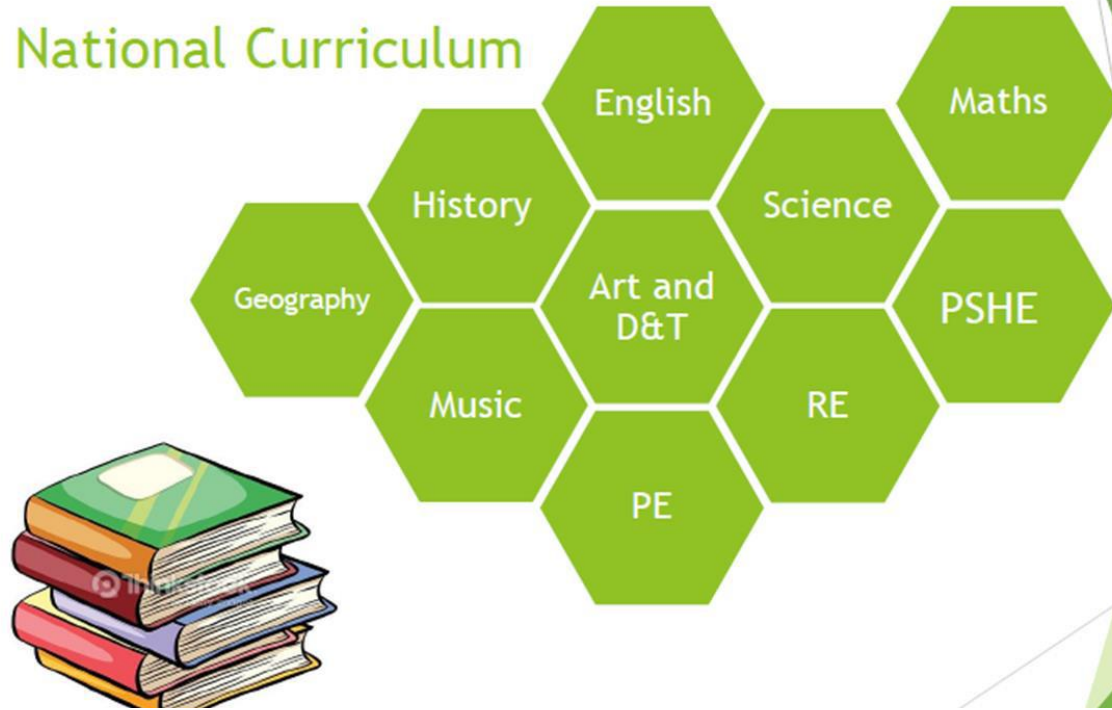 National Curriculum
English
Maths
History
Science
Geography
Art and
D&T
PSHE
Music
RE
PE